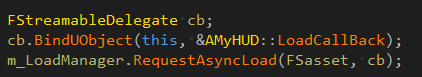 FStreamableDelegate cb;
cb.BindUObject(this, &AMyHUD::LoadCallBack);
m_LoadManager.RequestAsyncLoad(FSasset, cb);